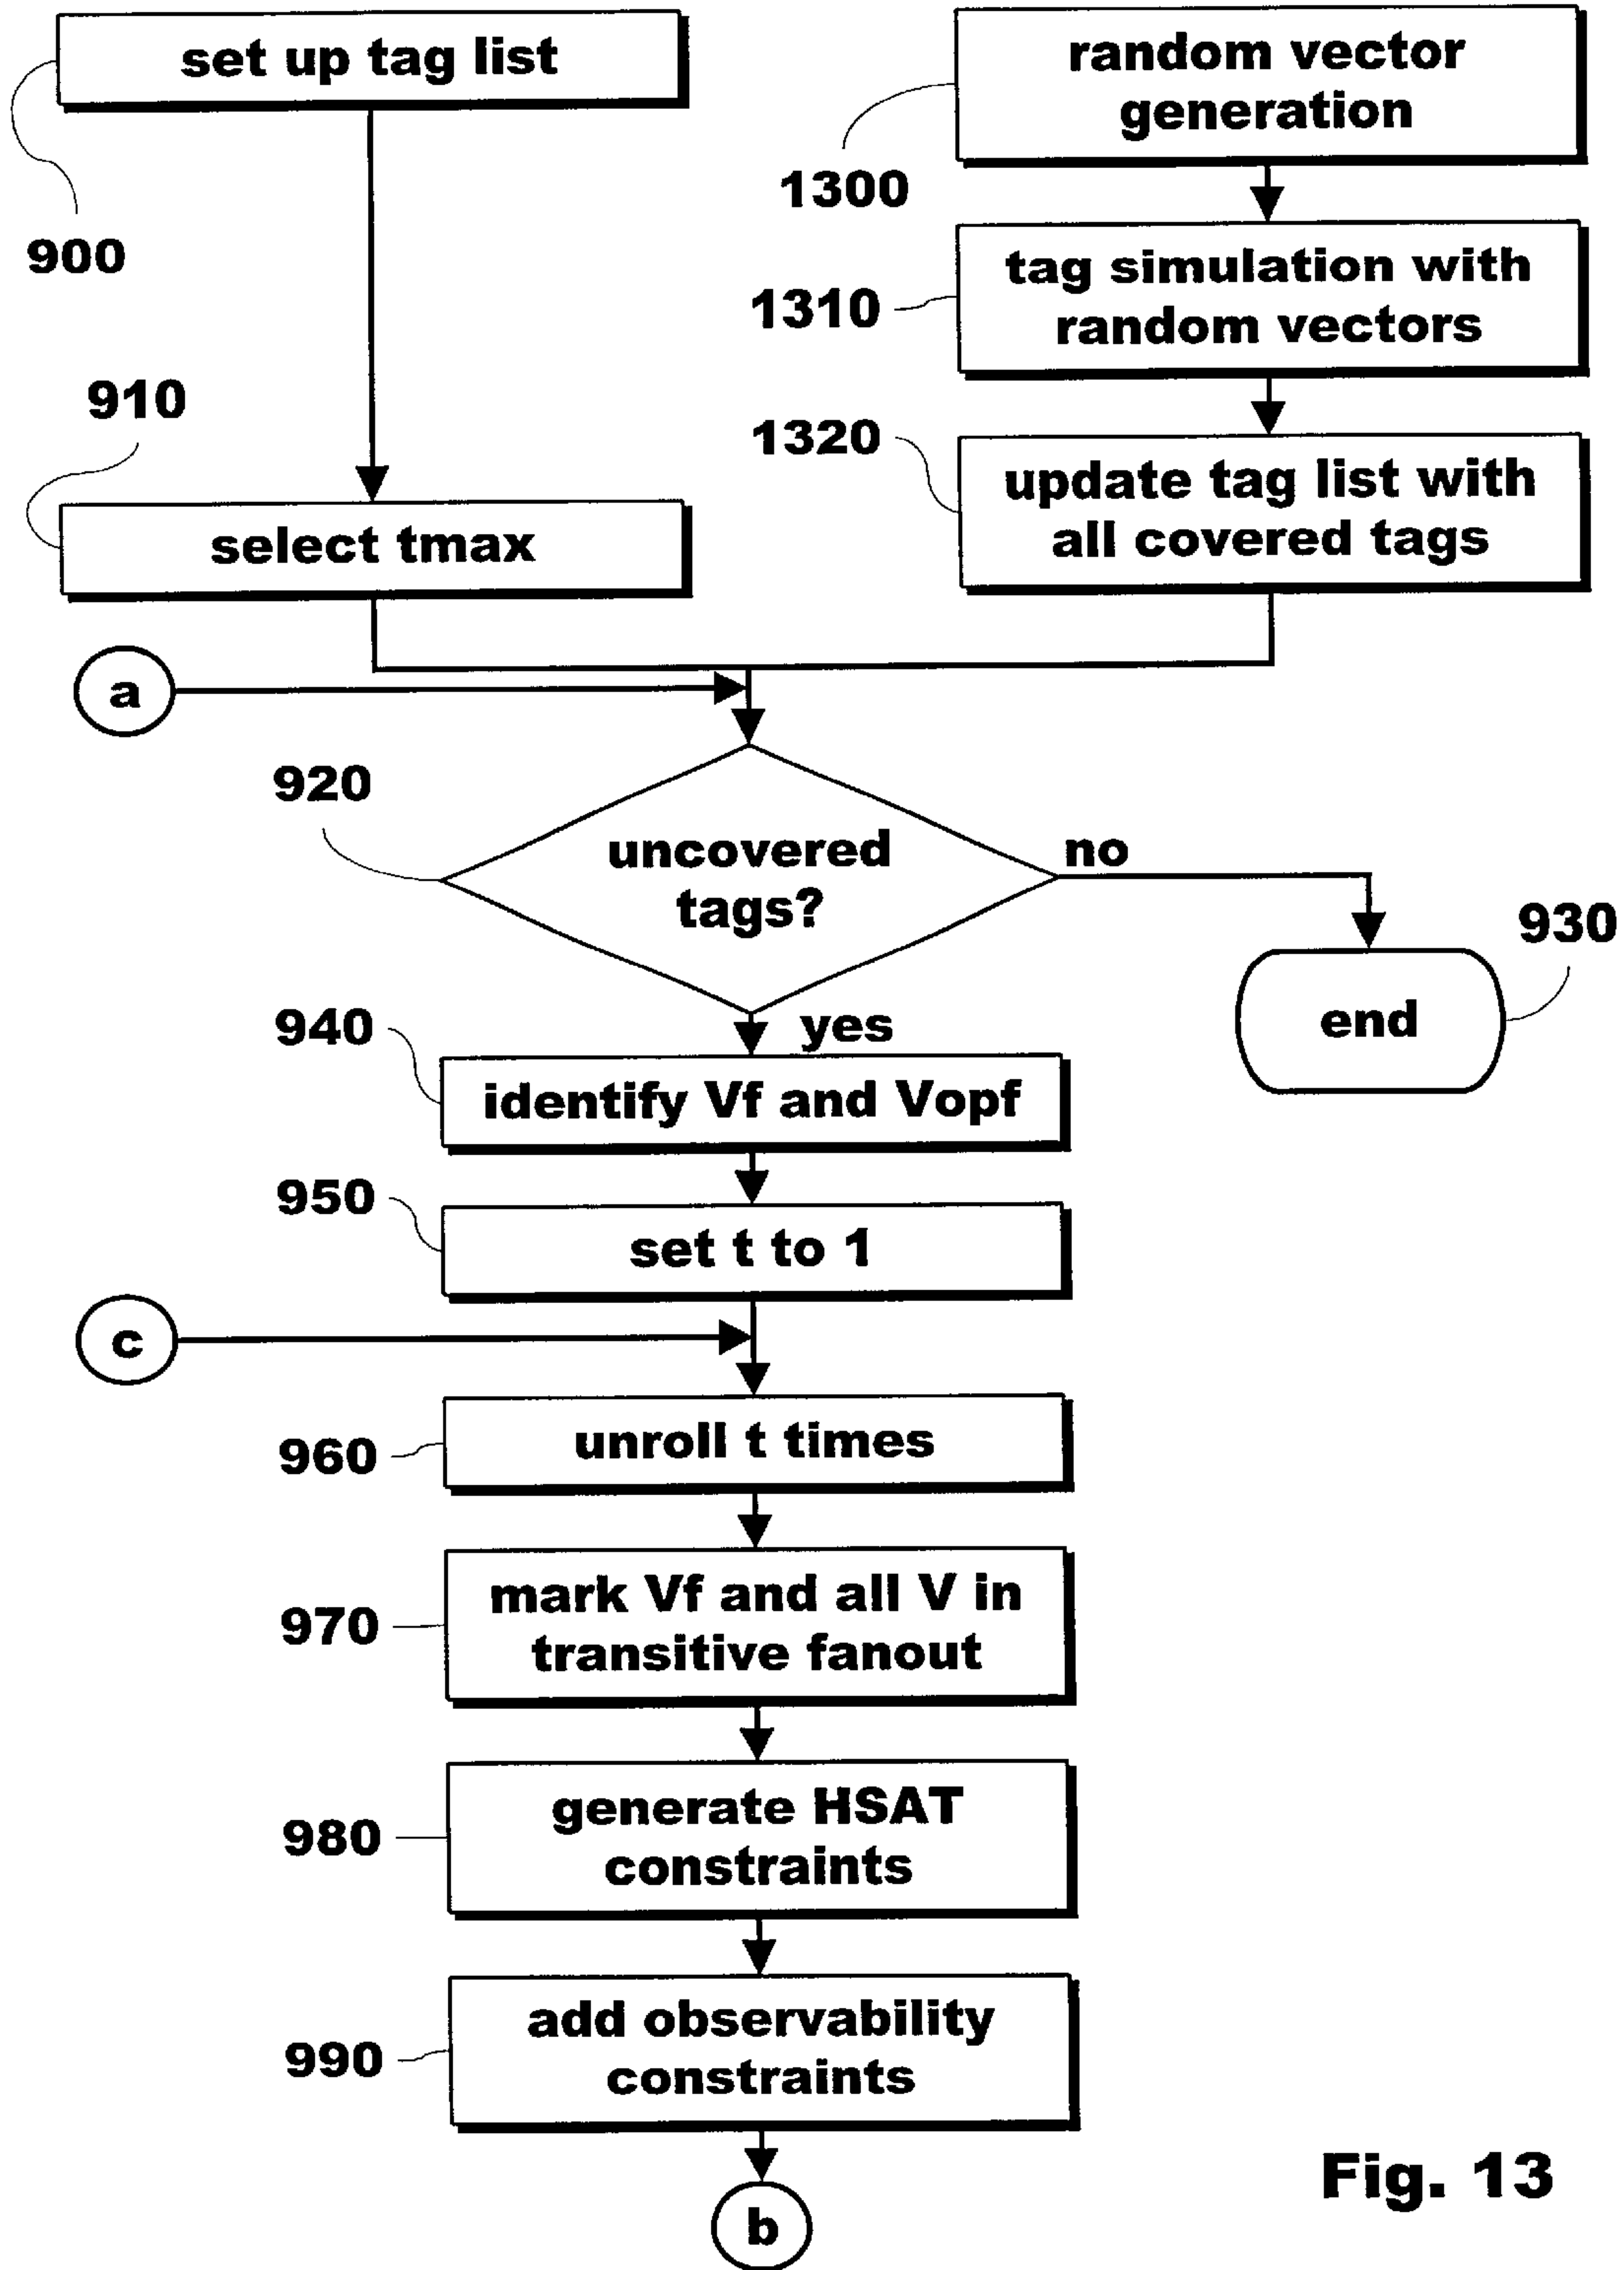 set up tag list
900
910
select tmax
random vector
generation
1300
tag simulation with
random vectors
1310
1320
update tag list with
all covered tags
a
920
uncovered
tags?
no
930
end
yes
940
identify Vf and Vopf
950
set t to 1
c
960
unroll t times
970
mark Vf and all V in
transitive fanout
980
generate HSAT
constraints
990
add observability
constraints
b
Fig. 13